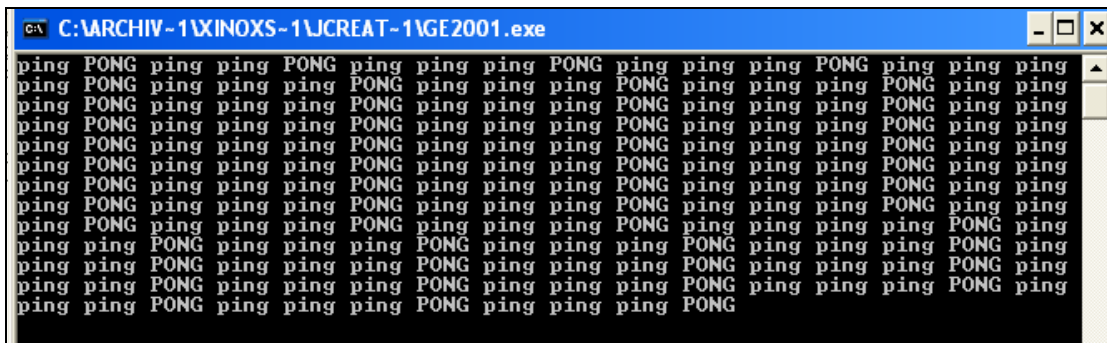 C:\ C:\ARCHIV~1\XINOXS~1\JCREAT~1\GE2001.exe
ping PONG ping ping PONG ping ping ping PONG ping ping ping PONG ping ping ping
ping PONG ping ping ping PONG ping ping ping PONG ping ping ping PONG ping ping
ping PONG ping ping ping PONG ping ping ping PONG ping ping ping PONG ping ping
ping PONG ping ping ping PONG ping ping ping PONG ping ping ping PONG ping ping
ping PONG ping ping ping PONG ping ping ping PONG ping ping ping PONG ping ping
ping PONG ping ping ping PONG ping ping ping PONG ping ping ping PONG ping ping
ping PONG ping ping ping PONG ping ping ping PONG ping ping ping PONG ping ping
ping PONG ping ping ping PONG ping ping ping PONG ping ping ping PONG ping ping
ping PONG ping ping ping PONG ping ping ping PONG ping ping ping ping PONG ping
ping ping PONG ping ping ping PONG ping ping ping PONG ping ping ping PONG ping
ping ping PONG ping ping ping PONG ping ping ping PONG ping ping ping PONG ping
ping ping PONG ping ping ping PONG ping ping ping PONG ping ping ping PONG ping
ping ping PONG ping ping ping PONG ping ping ping PONG